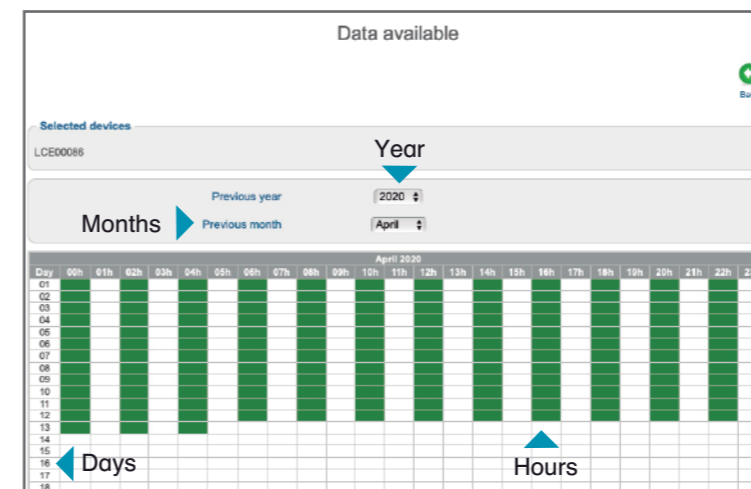 Data available
Selected devices
LCE00086
Year
Previous year 2020
Months Previous month April
April 2020
Day 00h 01h 02h 03h 04h 05h 06h 07h 08h 09h 10h 11h 12h 13h 14h 15h 16h 17h 18h 19h 20h 21h 22h
01
02
03
04
05
06
07
08
09
10
11
12
13
14
15
16 Days Hours
17
18